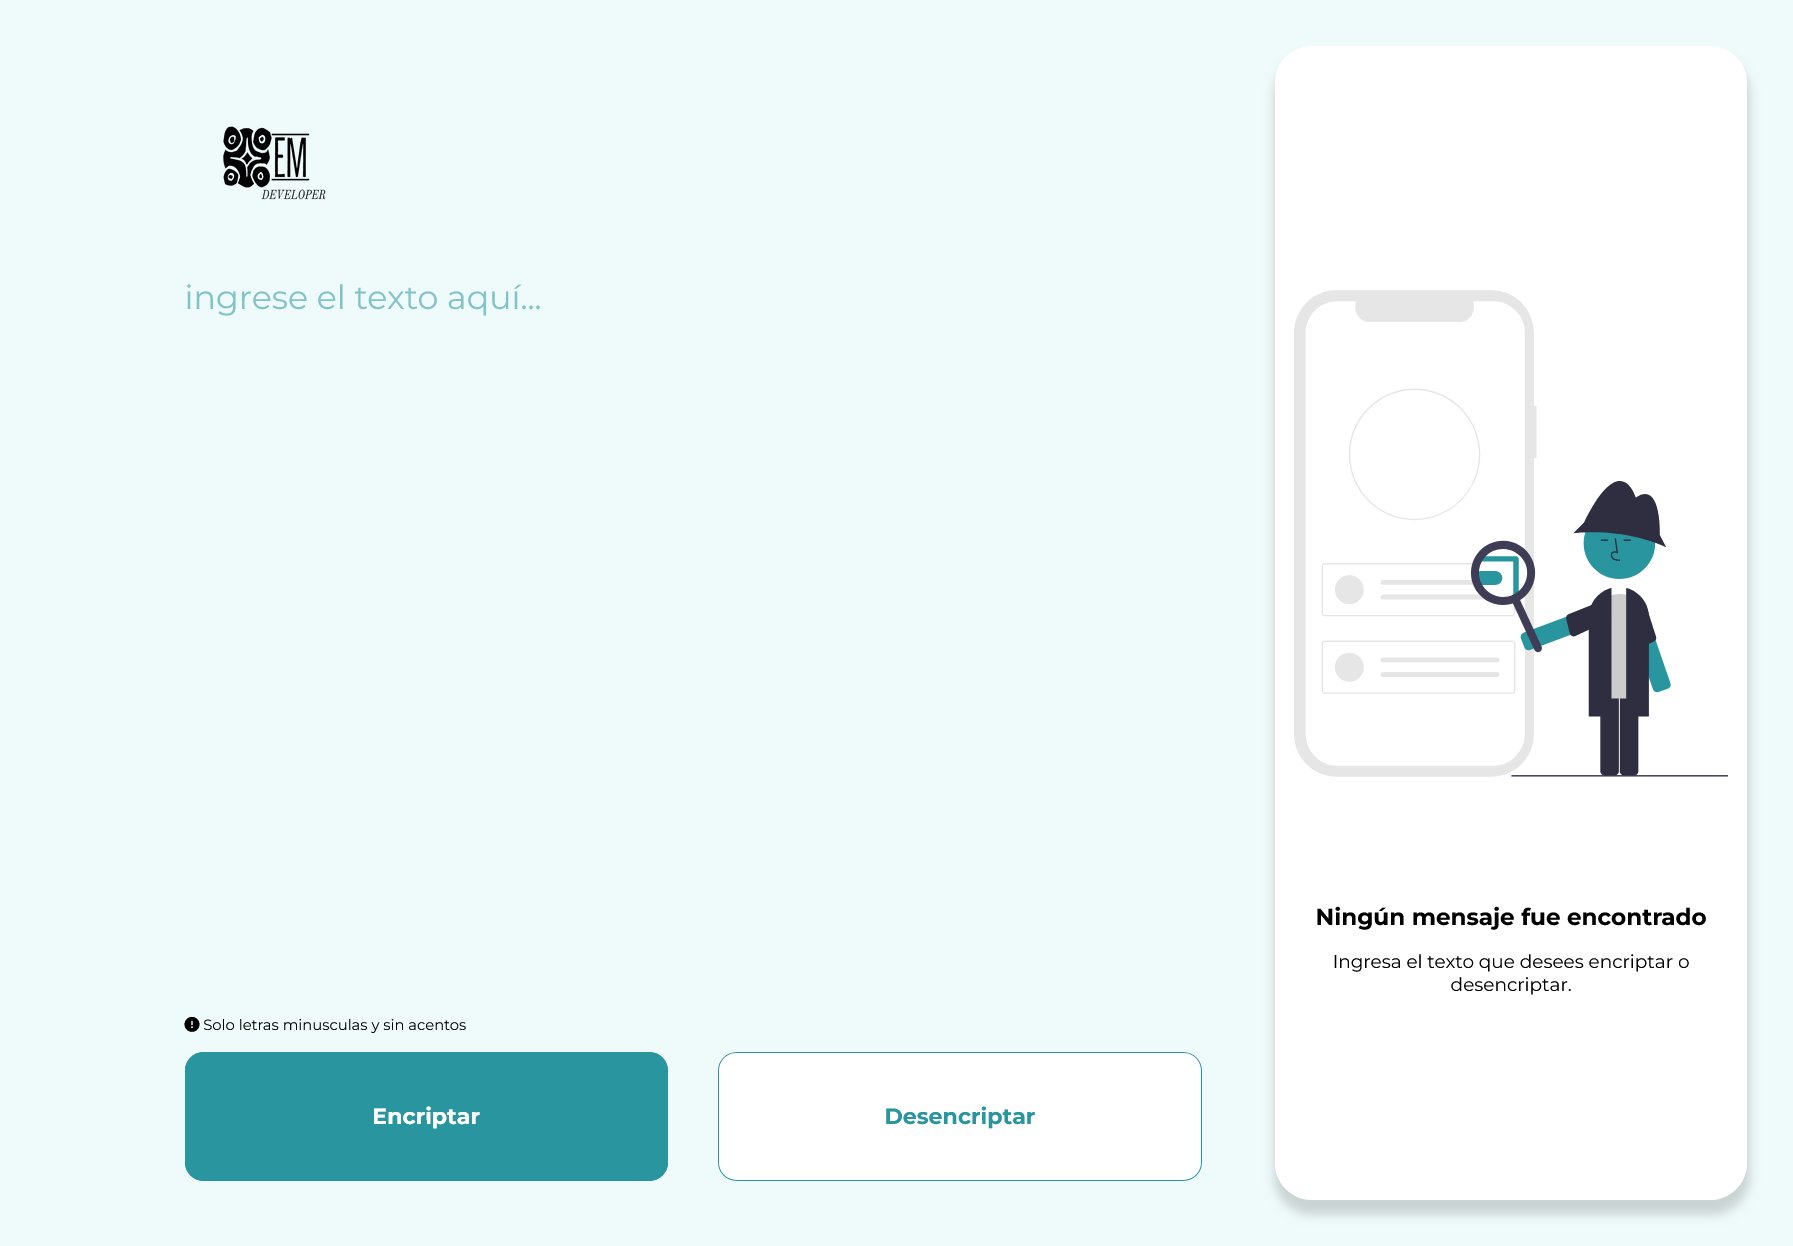 EM
DEVELOPER
ingrese el texto aquí...
Solo letras minusculas y sin acentos
Encriptar
Desencriptar
Ningún mensaje fue encontrado
Ingresa el texto que desees encriptar o
desencriptar.